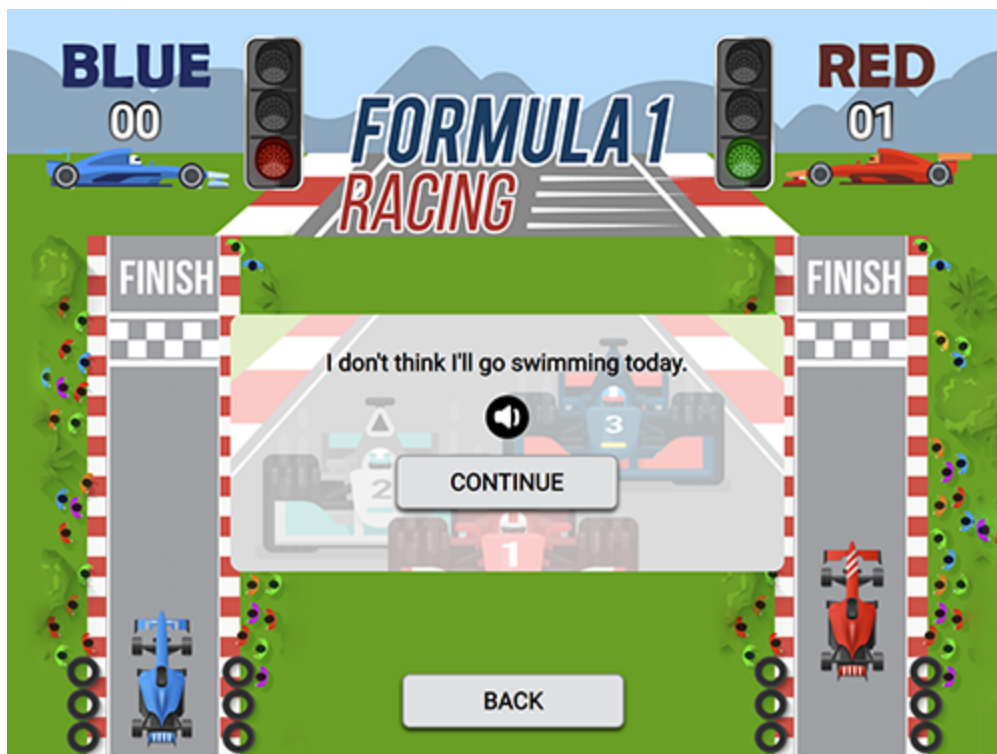 BLUE
00
FORMULA 1
RACING
RED
01
FINISH
FINISH
I don't think I'll go swimming today.
3
2
CONTINUE
1
BACK